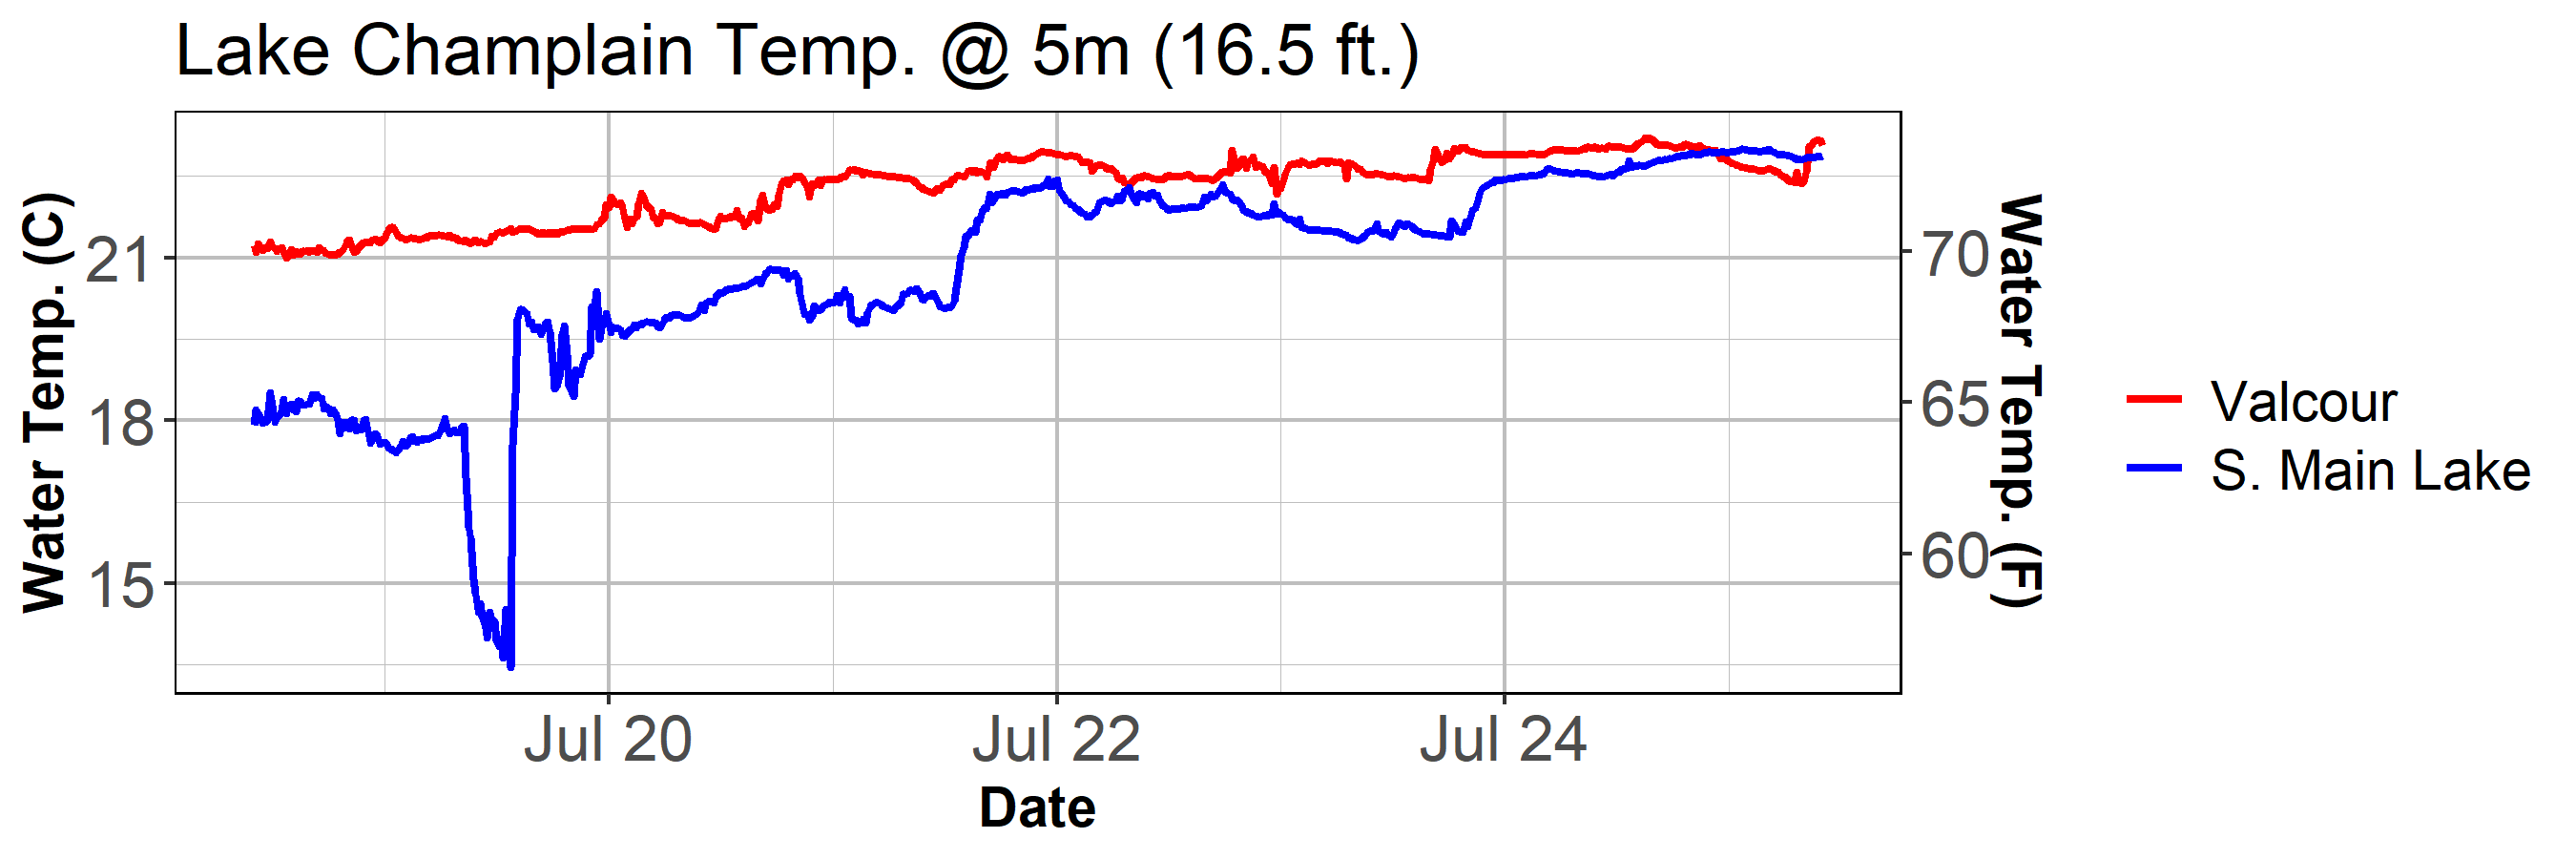 Lake Champlain Temp. @ 5m (16.5 ft.)
Water Temp. (C)
21
18
15
70
65
60
Water Temp. (F)
Jul 20
Jul 22
Jul 24
Date
Valcour
S. Main Lake